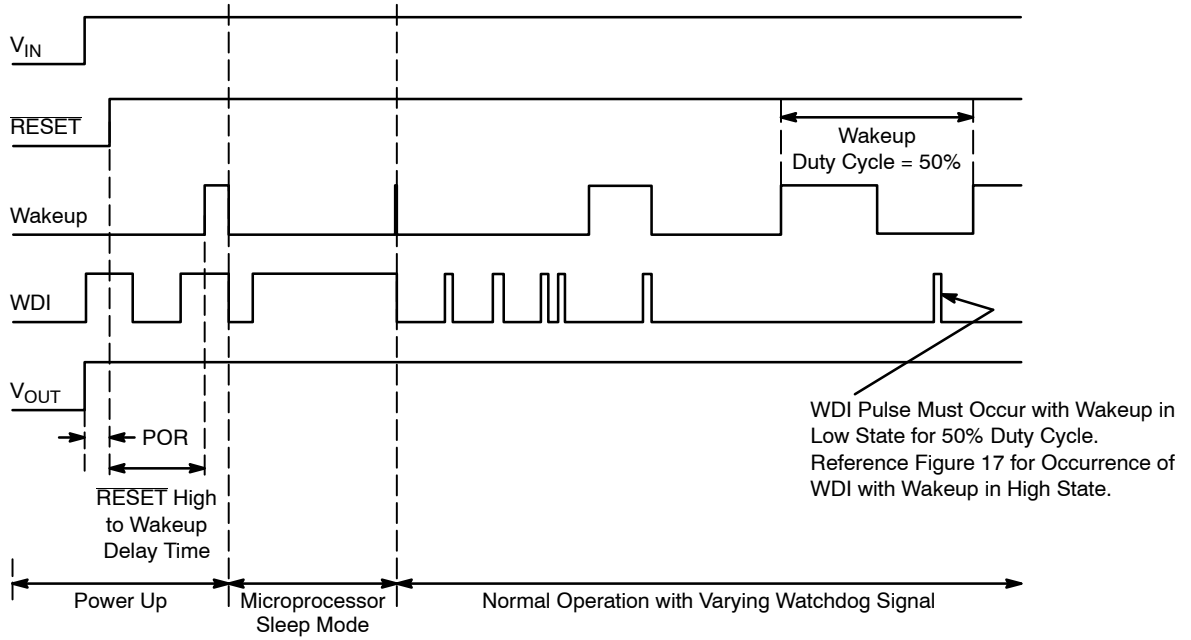 VIN
RESET
Wakeup
Duty Cycle = 50%
Wakeup
WDI
VOUT
POR
WDI Pulse Must Occur with Wakeup in
Low State for 50% Duty Cycle.
Reference Figure 17 for Occurrence of
WDI with Wakeup in High State.
RESET High
to Wakeup
Delay Time
Power Up
Microprocessor
Sleep Mode
Normal Operation with Varying Watchdog Signal